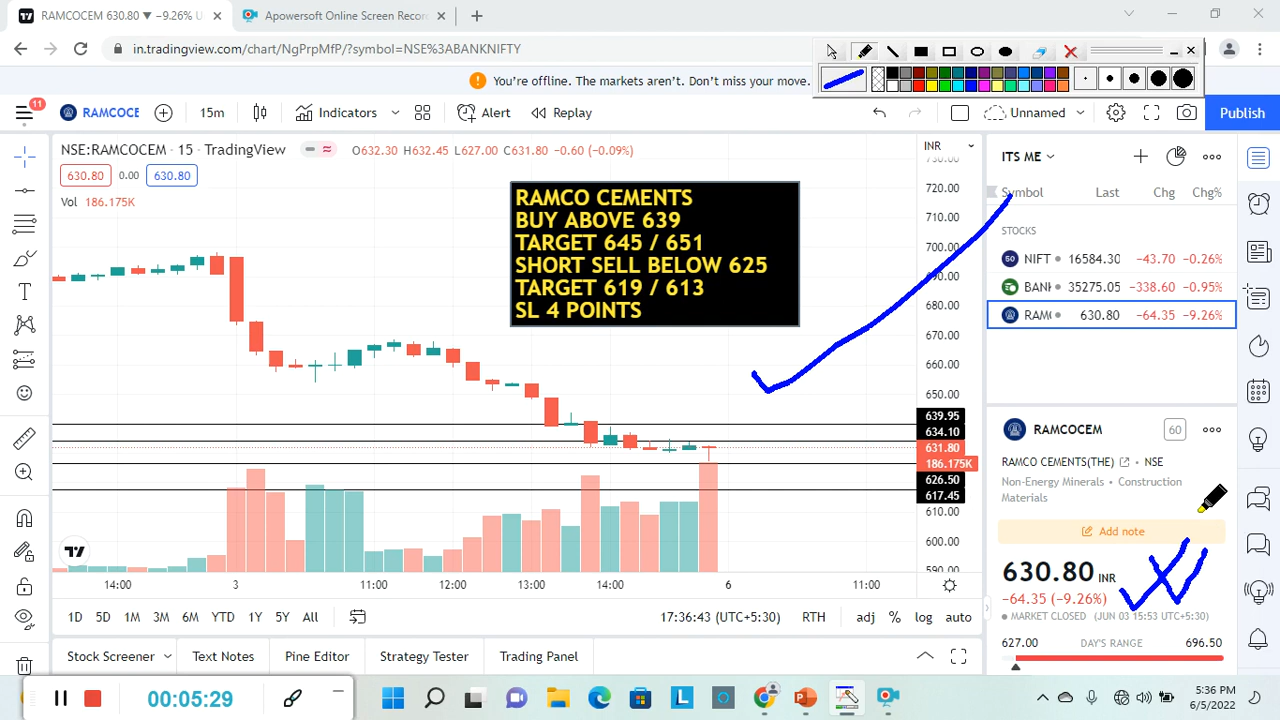 RAMCOCEM 630.80 ▼ −9.26% U
Apowersoft Online Screen Recor
in.tradingview.com/chart/NgPrpMfP/?symbol=NSE%3ABANKNIFTY
You're offline. The markets aren't. Don't miss your move.
11
RAMCOCE
15m
Indicators
Alert
Replay
Unnamed
Publish
NSE:RAMCOCEM · 15 · TradingView
O632.30 H632.45 L627.00 C631.80 −0.60 (−0.09%)
630.80 0.00 630.80
Vol 186.175K
RAMCO CEMENTS
BUY ABOVE 639
TARGET 645 / 651
SHORT SELL BELOW 625
TARGET 619 / 613
SL 4 POINTS
INR
730.00
720.00
710.00
700.00
690.00
680.00
670.00
660.00
650.00
639.95
634.10
631.80
186.175K
626.50
617.45
610.00
600.00
590.00
14:00 3 11:00 12:00 13:00 14:00 6 11:00
1D 5D 1M 3M 6M YTD 1Y 5Y All
17:36:43 (UTC+5:30) RTH adj % log auto
Stock Screener Text Notes Pine Editor Strategy Tester Trading Panel
ITS ME
Symbol Last Chg Chg%
STOCKS
50 NIFT 16584.30 −43.70 −0.26%
BANI 35275.05 −338.60 −0.95%
RAMC 630.80 −64.35 −9.26%
RAMCOCEM 60
RAMCO CEMENTS(THE) NSE
Non-Energy Minerals • Construction
Materials
Add note
630.80 INR
−64.35 (−9.26%)
MARKET CLOSED (JUN 03 15:53 UTC+5:30)
627.00 DAY'S RANGE 696.50
00:05:29
5:36 PM
6/5/2022